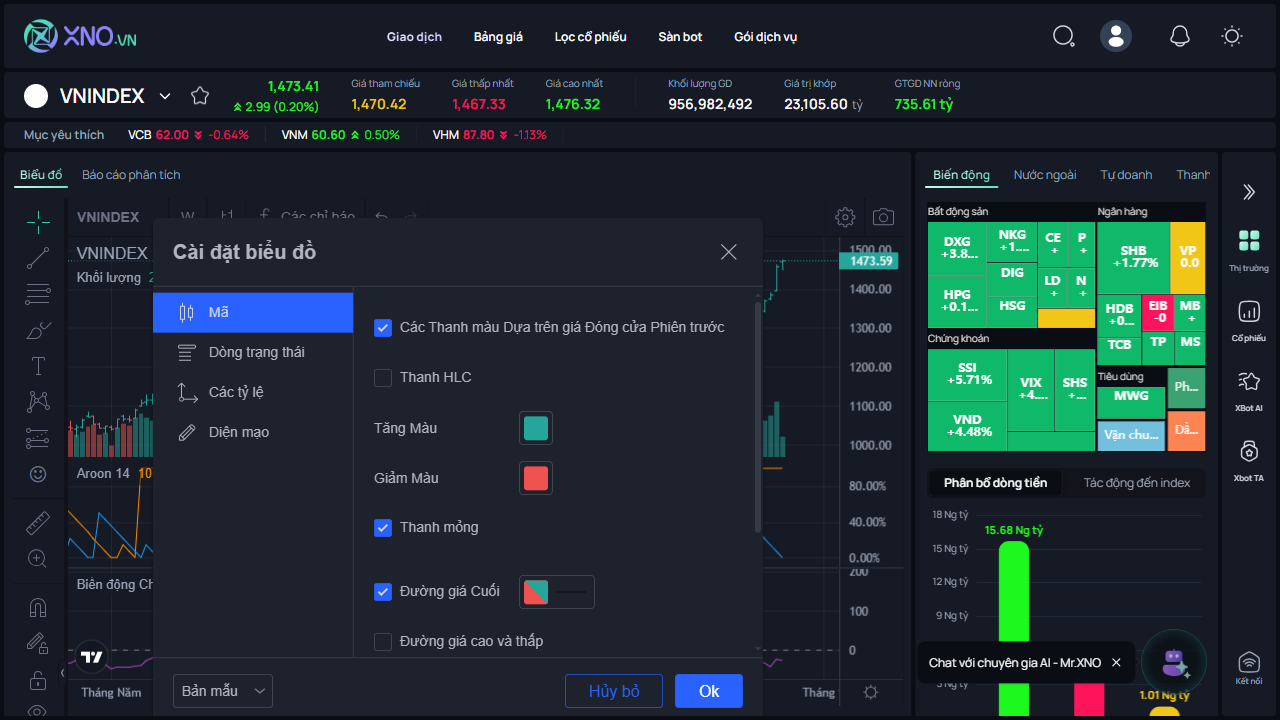 XNO.VN
Giao dịch
Bảng giá
Lọc cổ phiếu
Sàn bot
Gói dịch vụ
VNINDEX
1,473.41
2.99 (0.20%)
Giá tham chiếu
1,470.42
Giá thấp nhất
1,467.33
Giá cao nhất
1,476.32
Khối lượng GD
956,982,492
Giá trị khớp
23,105.60 tỷ
GTGD NN ròng
735.61 tỷ
Mục yêu thích
VCB 62.00 -0.64%
VNM 60.60 0.50%
VHM 87.80 -1.13%
Biểu đồ
Báo cáo phân tích
VNINDEX
W
Các chỉ báo
VNINDEX
Khối lượng 2
Aroon 14 10
Biên động Ch
Tháng Năm
Cài đặt biểu đồ
Mã
Dòng trạng thái
Các tỷ lệ
Diện mạo
Các Thanh màu Dựa trên giá Đóng cửa Phiên trước
Thanh HLC
Tăng Màu
Giảm Màu
Thanh mỏng
Đường giá Cuối
Đường giá cao và thấp
Bản mẫu
Hủy bỏ
Ok
1500.00
1473.59
1400.00
1300.00
1200.00
1100.00
1000.00
80.00%
40.00%
0.00%
200
100
0
Tháng
Biến động
Nước ngoài
Tự doanh
Thanh
Bất động sản
DXG
+3.8...
NKG
+1....
CE
+
P
+
HPG
+0.1...
DIG
HSG
LD
+
N
+
Ngân hàng
SHB
+1.77%
VP
0.0
HDB
+0...
EIB
-0
MB
+
TCB
TP
MS
Chứng khoán
SSI
+5.71%
VND
+4.48%
VIX
+4....
SHS
+...
Tiêu dùng
MWG
Vận chu...
Ph...
Dầ...
Phân bổ dòng tiền
Tác động đến index
18 Ng tỷ
15 Ng tỷ
12 Ng tỷ
9 Ng tỷ
3 Ng tỷ
15.68 Ng tỷ
1.01 Ng tỷ
Chat với chuyên gia AI - Mr.XNO
Thị trường
Cổ phiếu
XBot AI
Xbot TA
Kết nối